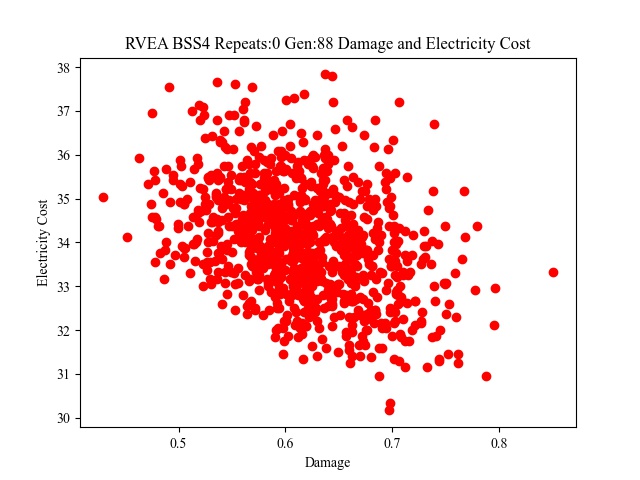 RVEA BSS4 Repeats:0 Gen:88 Damage and Electricity Cost
38
37
36
35
34
33
32
31
30
Electricity Cost
0.5 0.6 0.7 0.8
Damage